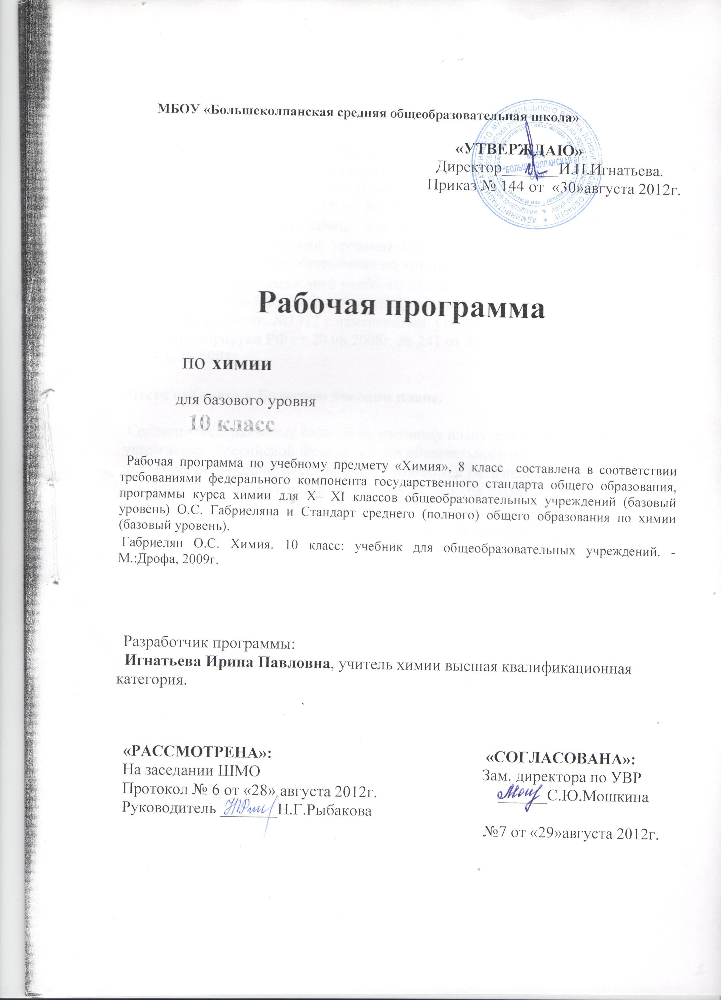 МБОУ «Большеколпанская средняя общеобразовательная школа»
«УТВЕРЖДАЮ»
Директор________И.П.Игнатьева.
Приказ № 144 от «30»августа 2012г.
МБОУ
"БОЛЬШЕКОЛПАНСКАЯ
СОШ"
Рабочая программа
по химии
для базового уровня
10 класс
Рабочая программа по учебному предмету «Химия», 8 класс составлена в соответствии
требованиями федерального компонента государственного стандарта общего образования,
программы курса химии для X– XI классов общеобразовательных учреждений (базовый
уровень) О.С. Габриеляна и Стандарт среднего (полного) общего образования по химии
(базовый уровень).
Габриелян О.С. Химия. 10 класс: учебник для общеобразовательных учреждений. -
М.:Дрофа, 2009г.
Разработчик программы:
Игнатьева Ирина Павловна, учитель химии высшая квалификационная
категория.
«РАССМОТРЕНА»:
На заседании ШМО
Протокол № 6 от «28» августа 2012г.
Руководитель ________Н.Г.Рыбакова
«СОГЛАСОВАНА»:
Зам. директора по УВР
_______С.Ю.Мошкина
№7 от «29»августа 2012г.